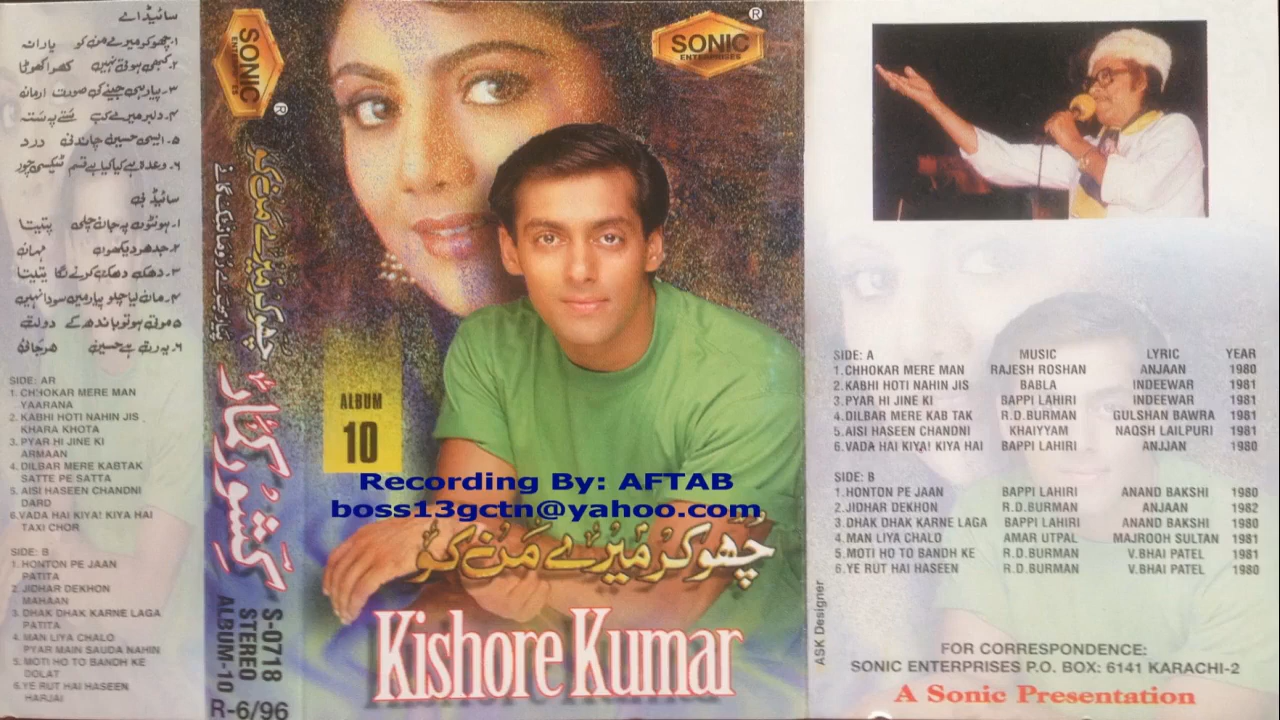 سائیڈ اے
۱۔ چھوکر میرے من کو یارانہ
۲۔ کبھی ہوتی نہیں کھرا کھوٹا
۳۔ پیار ہی جینے کی صورت ارمان
۴۔ دلبر میرے کب ستے پہ ستہ
۵۔ ایسی حسین چاندنی درد
۶۔ وعدہ ہے کیا کیا ہے قسم ٹیکسی چور
سائیڈ بی
۱۔ ہونٹوں پہ جان چلی پتیتا
۲۔ جدھر دیکھوں مہان
۳۔ دھک دھک کرنے لگا پتیتا
۴۔ مان لیا چلو پیار میں سودا نہیں
۵ موتی ہو تو باندھ کے دولت
۶۔ یہ رت ہے حسین ہرجائی
SIDE: AR
1. CHHOKAR MERE MAN
YAARANA
2. KABHI HOTI NAHIN JIS
KHARA KHOTA
3. PYAR HI JINE KI
ARMAAN
4. DILBAR MERE KABTAK
SATTE PE SATTA
5. AISI HASEEN CHANDNI
DARD
6. VADA HAI KIYA! KIYA HAI
TAXI CHOR
SIDE: B
1. HONTON PE JAAN
PATITA
2. JIDHAR DEKHON
MAHAAN
3. DHAK DHAK KARNE LAGA
PATITA
4. MAN LIYA CHALO
PYAR MAIN SAUDA NAHIN
5. MOTI HO TO BANDH KE
DOLAT
6. YE RUT HAI HASEEN
HARJAI
SONIC
ENTERPRISES
®
چھو کر میرے من کو
کشور کمار
S-0718
STEREO
ALBUM-10
R-6/96
SONIC
ENTERPRISES
®
ALBUM
10
Recording By: AFTAB
boss13gctn@yahoo.com
چھو کر میرے من کو
Kishore Kumar
SIDE: A MUSIC LYRIC YEAR
1. CHHOKAR MERE MAN RAJESH ROSHAN ANJAAN 1980
2. KABHI HOTI NAHIN JIS BABLA INDEEWAR 1981
3. PYAR HI JINE KI BAPPI LAHIRI INDEEWAR 1981
4. DILBAR MERE KAB TAK R.D.BURMAN GULSHAN BAWRA 1981
5. AISI HASEEN CHANDNI KHAIYYAM NAQSH LAILPURI 1981
6. VADA HAI KIYA! KIYA HAI BAPPI LAHIRI ANJJAN 1980
SIDE: B
1. HONTON PE JAAN BAPPI LAHIRI ANAND BAKSHI 1980
2. JIDHAR DEKHON R.D.BURMAN ANJAAN 1982
3. DHAK DHAK KARNE LAGA BAPPI LAHIRI ANAND BAKSHI 1980
4. MAN LIYA CHALO AMAR UTPAL MAJROOH SULTAN 1981
5. MOTI HO TO BANDH KE R.D.BURMAN V.BHAI PATEL 1981
6. YE RUT HAI HASEEN R.D.BURMAN V.BHAI PATEL 1980
ASK Designer
FOR CORRESPONDENCE:
SONIC ENTERPRISES P.O. BOX: 6141 KARACHI-2
A Sonic Presentation